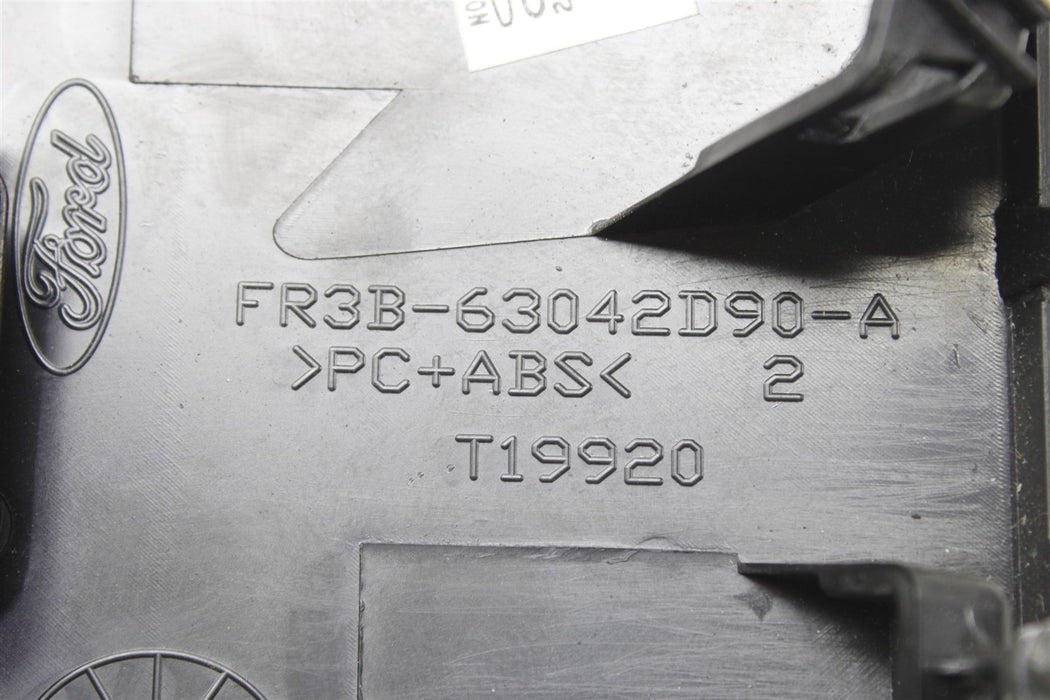 Ford
FR3B-63042D90-A
>PC+ABS< 2
T19920